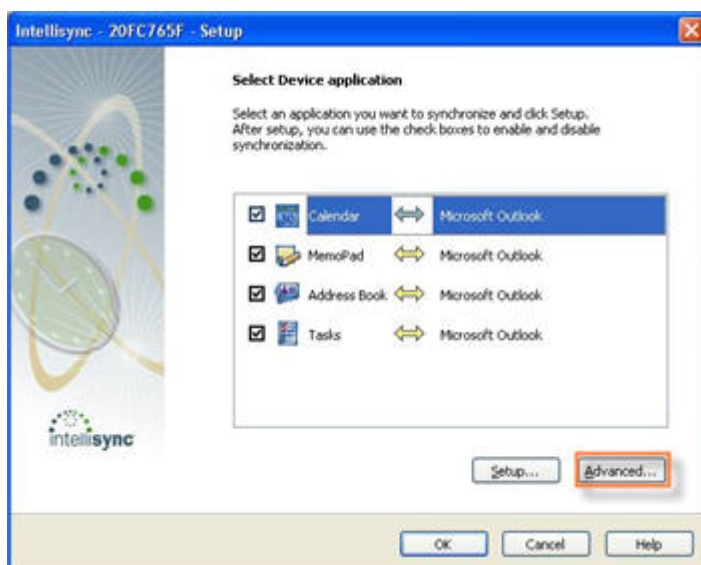 Intellisync - 20FC765F - Setup
Select Device application
Select an application you want to synchronize and click Setup.
After setup, you can use the check boxes to enable and disable
synchronization.
Calendar Microsoft Outlook
MemoPad Microsoft Outlook
Address Book Microsoft Outlook
Tasks Microsoft Outlook
intellisync
Setup... Advanced...
OK Cancel Help